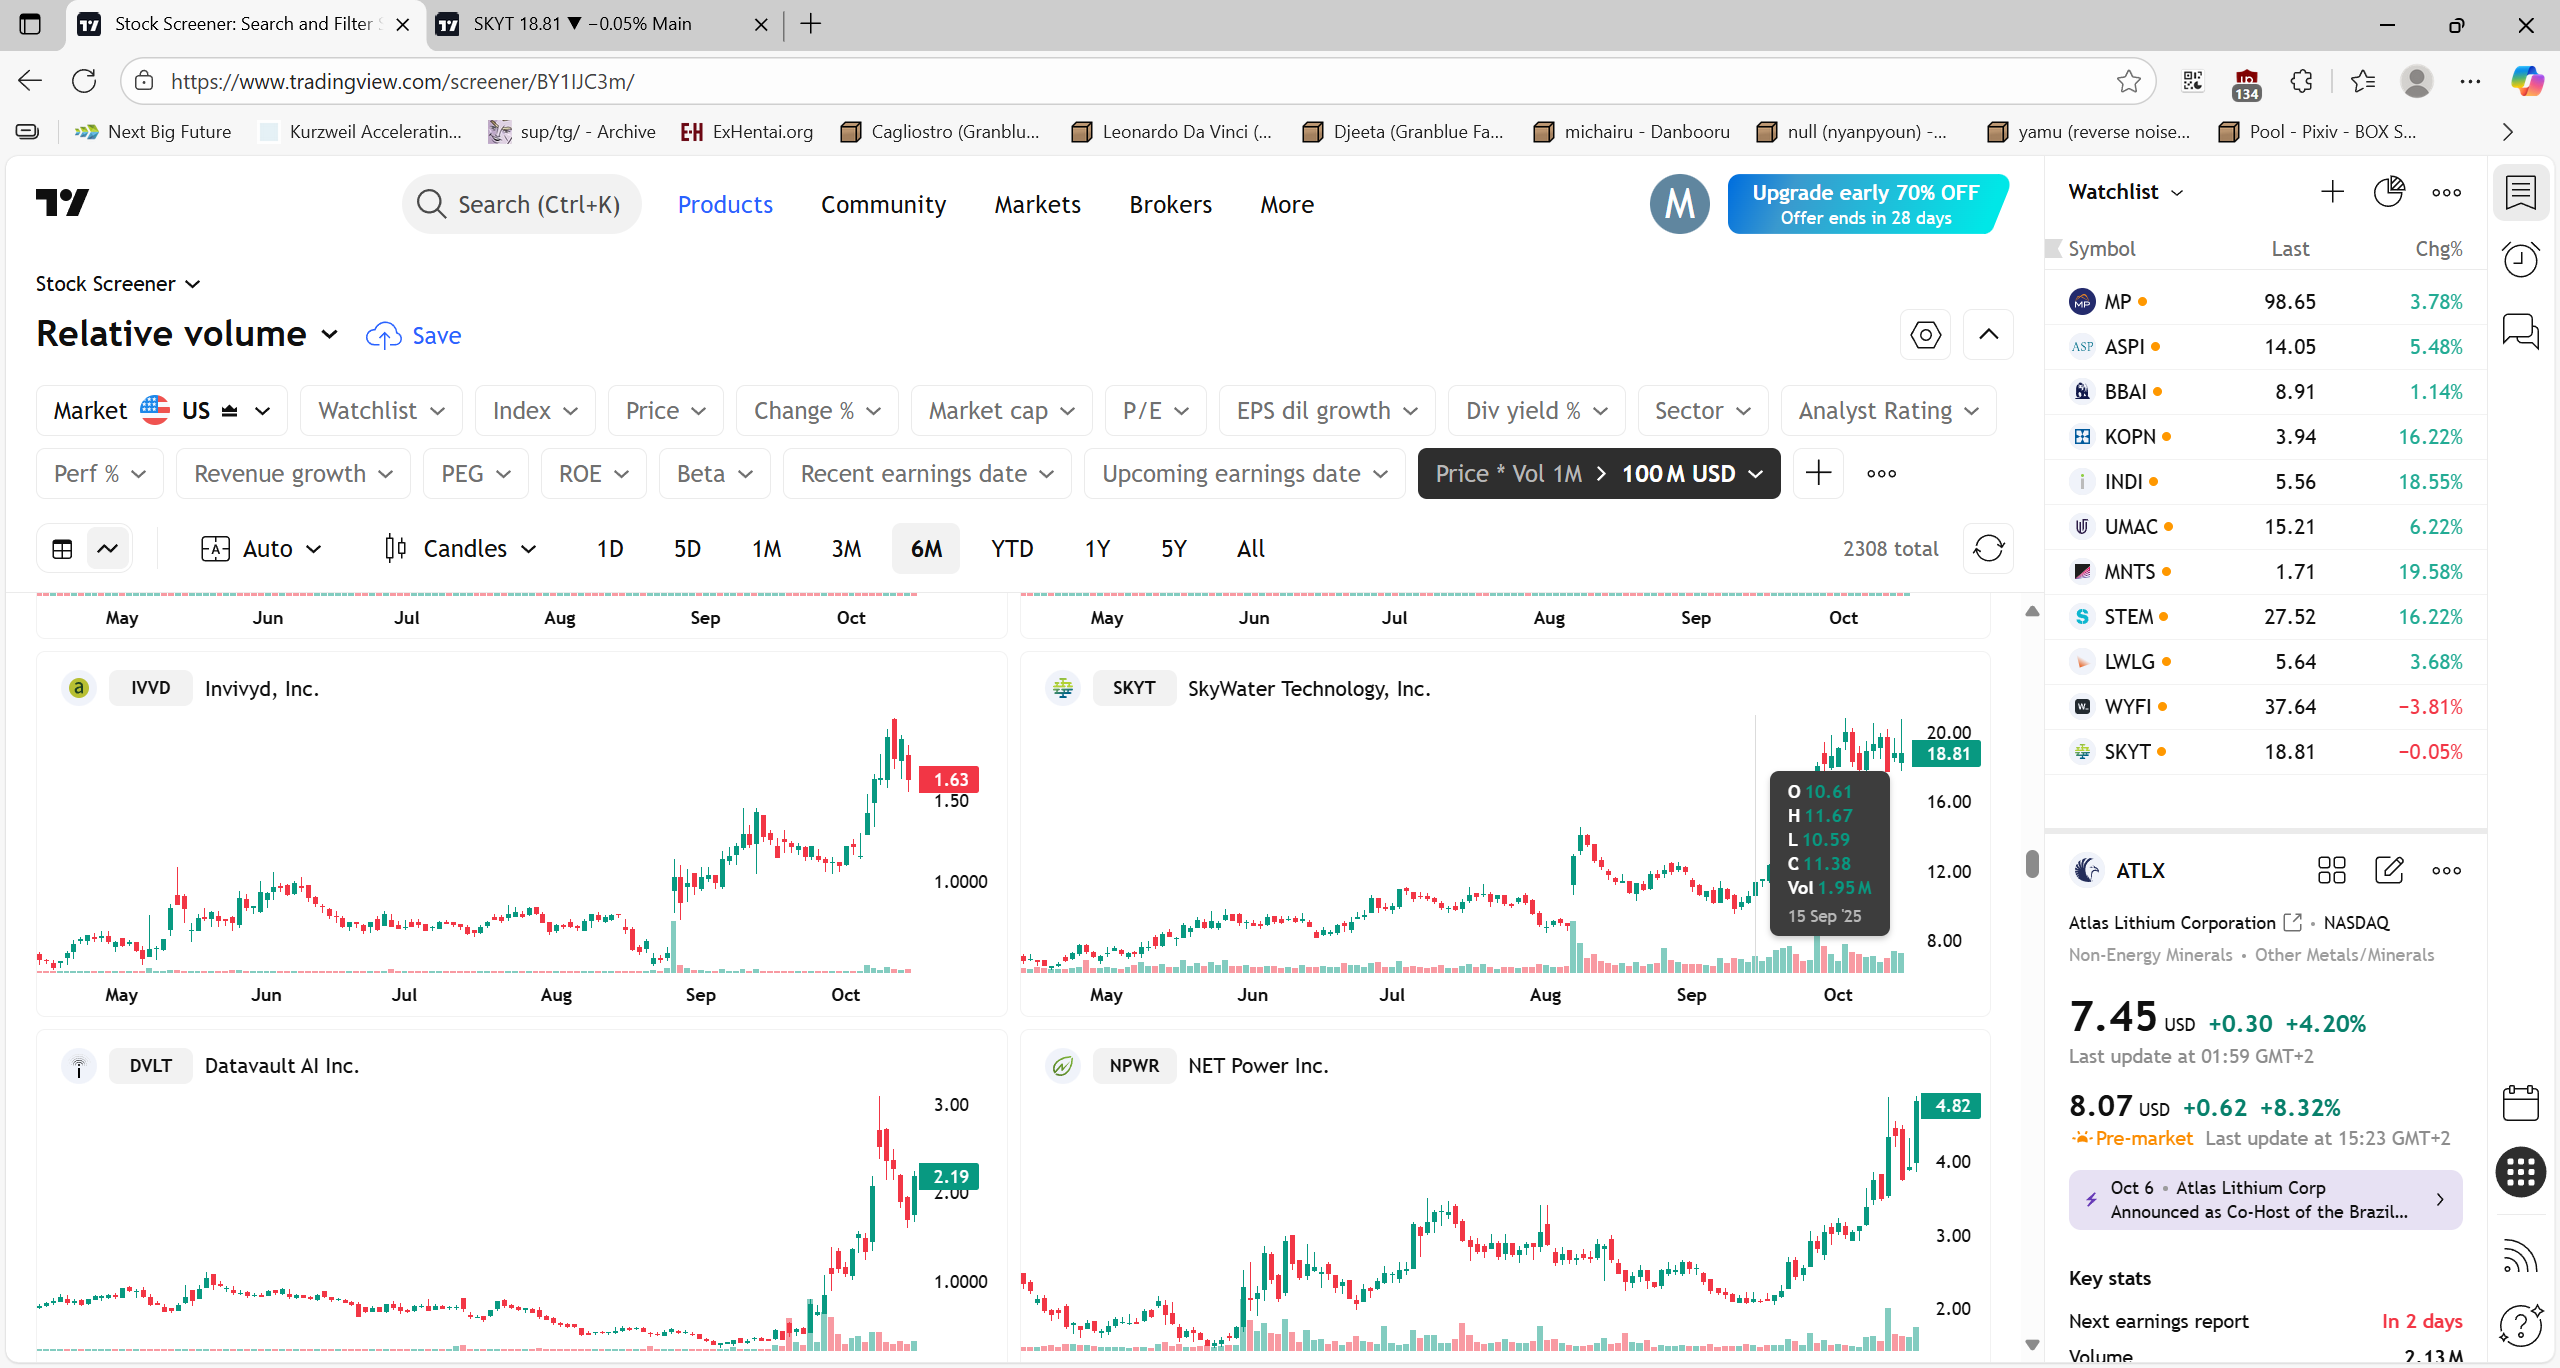 Stock Screener: Search and Filter S
SKYT 18.81 ▼ −0.05% Main
https://www.tradingview.com/screener/BY1IJC3m/
134
Next Big Future
Kurzweil Acceleratin...
sup/tg/ - Archive
ExHentai.org
Cagliostro (Granblu...
Leonardo Da Vinci (...
Djeeta (Granblue Fa...
michairu - Danbooru
null (nyanpyoun) -...
yamu (reverse noise...
Pool - Pixiv - BOX S...
Search (Ctrl+K)
Products
Community
Markets
Brokers
More
M
Upgrade early 70% OFF
Offer ends in 28 days
Stock Screener
Relative volume
Save
Market US
Watchlist
Index
Price
Change %
Market cap
P/E
EPS dil growth
Div yield %
Sector
Analyst Rating
Perf %
Revenue growth
PEG
ROE
Beta
Recent earnings date
Upcoming earnings date
Price * Vol 1M > 100 M USD
Auto
Candles
1D
5D
1M
3M
6M
YTD
1Y
5Y
All
2308 total
May Jun Jul Aug Sep Oct
May Jun Jul Aug Sep Oct
IVVD Invivyd, Inc.
1.63
1.50
1.0000
May Jun Jul Aug Sep Oct
SKYT SkyWater Technology, Inc.
20.00
18.81
16.00
12.00
8.00
O 10.61
H 11.67
L 10.59
C 11.38
Vol 1.95 M
15 Sep '25
May Jun Jul Aug Sep Oct
DVLT Datavault AI Inc.
3.00
2.19
2.00
1.0000
NPWR NET Power Inc.
4.82
4.00
3.00
2.00
Watchlist
Symbol Last Chg%
MP 98.65 3.78%
ASP ASPI 14.05 5.48%
BBAI 8.91 1.14%
KOPN 3.94 16.22%
INDI 5.56 18.55%
UMAC 15.21 6.22%
MNTS 1.71 19.58%
STEM 27.52 16.22%
LWLG 5.64 3.68%
WYFI 37.64 −3.81%
SKYT 18.81 −0.05%
ATLX
Atlas Lithium Corporation • NASDAQ
Non-Energy Minerals • Other Metals/Minerals
7.45 USD +0.30 +4.20%
Last update at 01:59 GMT+2
8.07 USD +0.62 +8.32%
Pre-market Last update at 15:23 GMT+2
Oct 6 • Atlas Lithium Corp
Announced as Co-Host of the Brazil...
Key stats
Next earnings report In 2 days
Volume 2.13 M